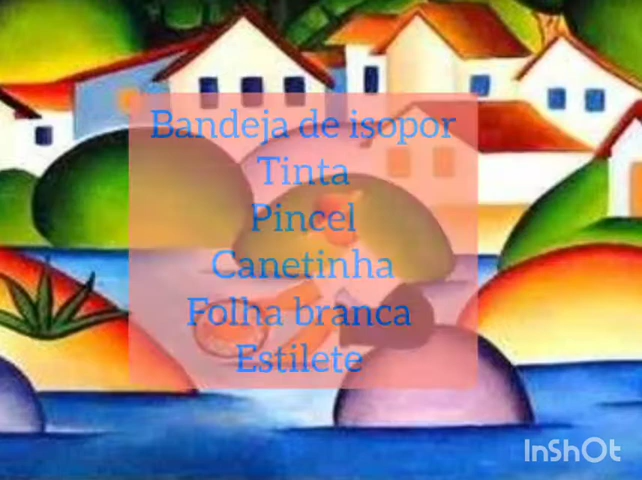 Bandeja de isopor
Tinta
Pincel
Canetinha
Folha branca
Estilete
InShOt